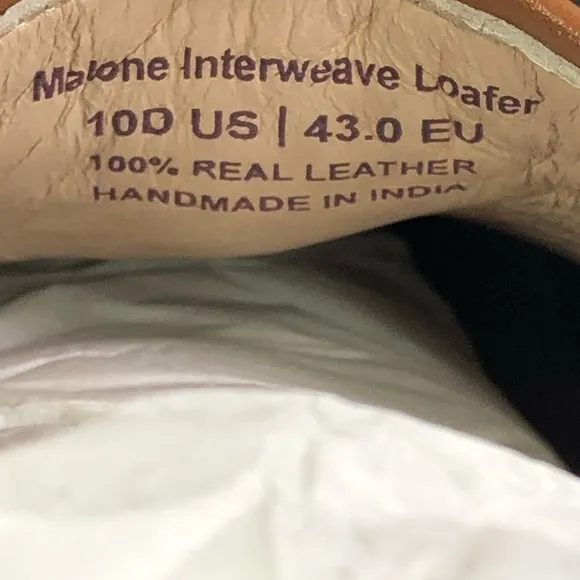 Malone Interweave Loafer
10D US | 43.0 EU
100% REAL LEATHER
HANDMADE IN INDIA